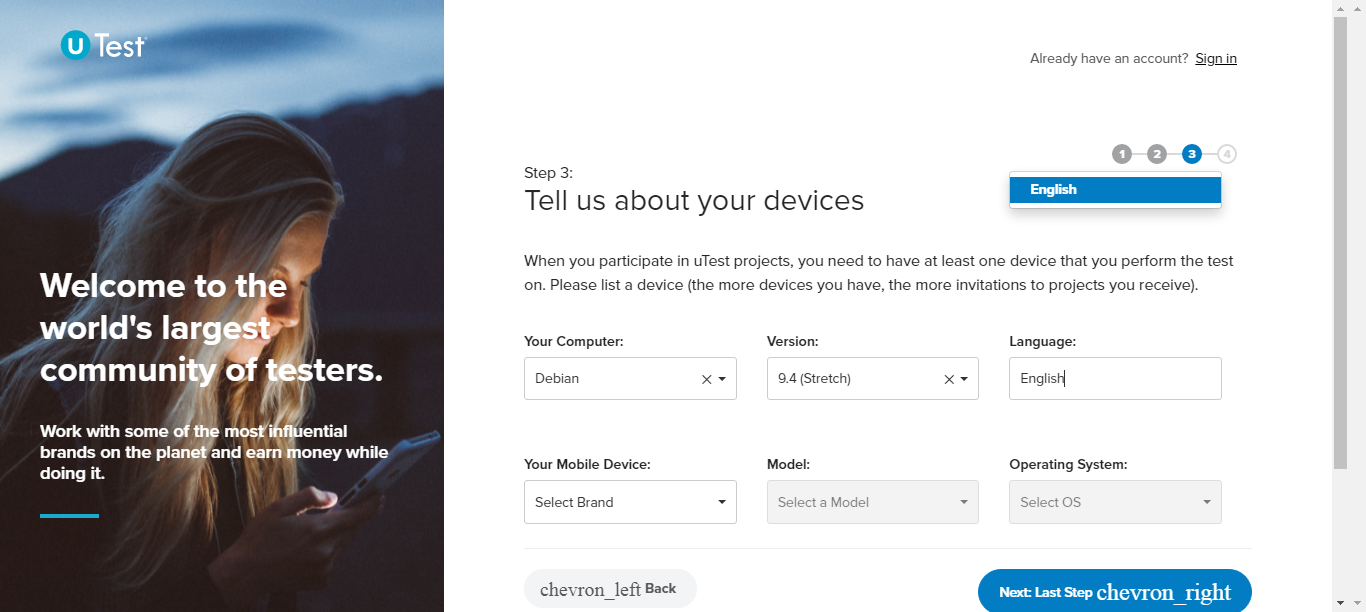 uTest
Already have an account? Sign in
1 2 3 4
Step 3:
Tell us about your devices
English
Welcome to the
world's largest
community of testers.
Work with some of the most influential
brands on the planet and earn money while
doing it.
When you participate in uTest projects, you need to have at least one device that you perform the test
on. Please list a device (the more devices you have, the more invitations to projects you receive).
Your Computer: Version: Language:
Debian 9.4 (Stretch) English
Your Mobile Device: Model: Operating System:
Select Brand Select a Model Select OS
chevron_left Back Next: Last Step chevron_right